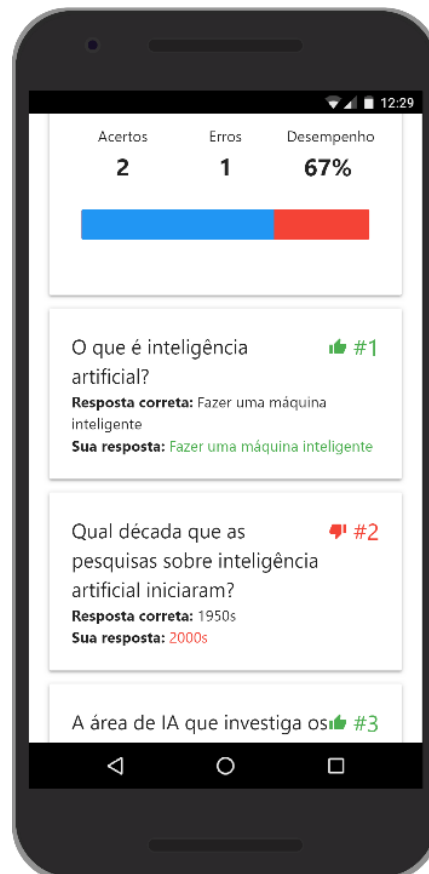 12:29
Acertos Erros Desempenho
2 1 67%
O que é inteligência #1
artificial?
Resposta correta: Fazer uma máquina
inteligente
Sua resposta: Fazer uma máquina inteligente
Qual década que as #2
pesquisas sobre inteligência
artificial iniciaram?
Resposta correta: 1950s
Sua resposta: 2000s
A área de IA que investiga os #3